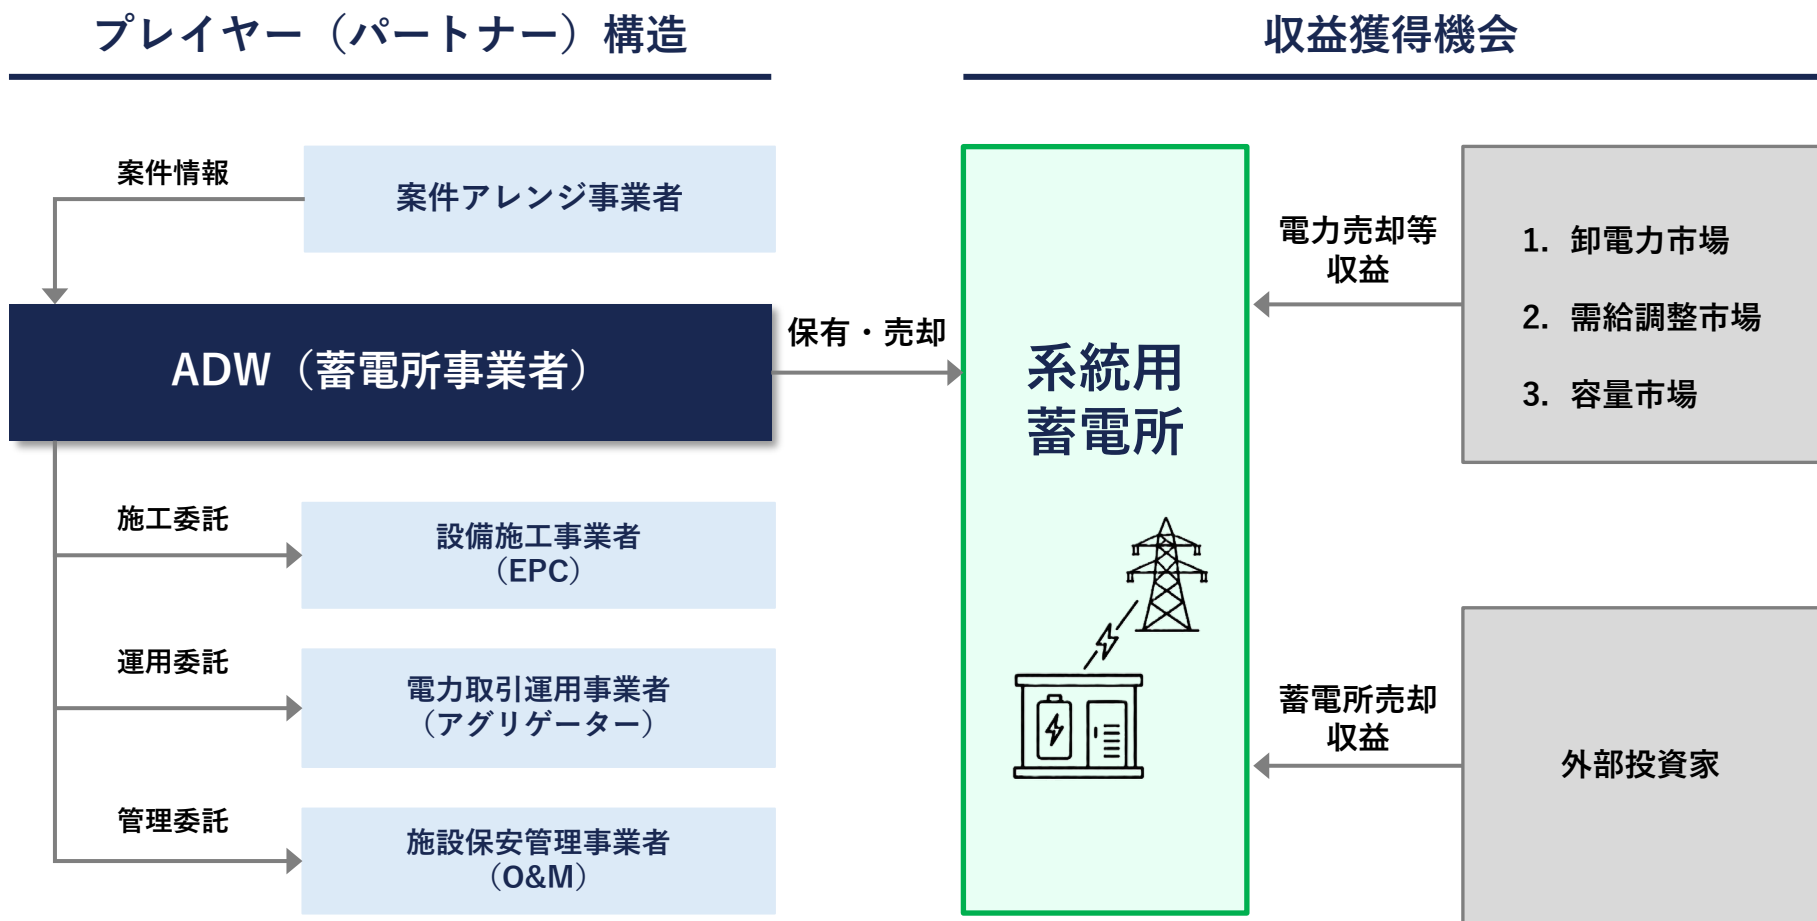 プレイヤー（パートナー）構造
収益獲得機会
案件情報
案件アレンジ事業者
ADW（蓄電所事業者）
保有・売却
施工委託
設備施工事業者
（EPC）
運用委託
電力取引運用事業者
（アグリゲーター）
管理委託
施設保安管理事業者
（O&M）
系統用
蓄電所
電力売却等
収益
1. 卸電力市場
2. 需給調整市場
3. 容量市場
蓄電所売却
収益
外部投資家